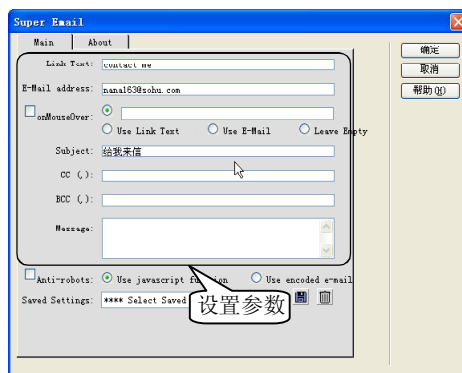 Super Email
Main About
确定
取消
帮助(H)
Link Text: contact me
E-Mail address: nana163@sohu.com
onMouseOver:
Use Link Text Use E-Mail Leave Empty
Subject: 给我来信
CC (,):
BCC (,):
Message:
Anti-robots: Use javascript function Use encoded e-mail
Saved Settings: **** Select Saved
设置参数